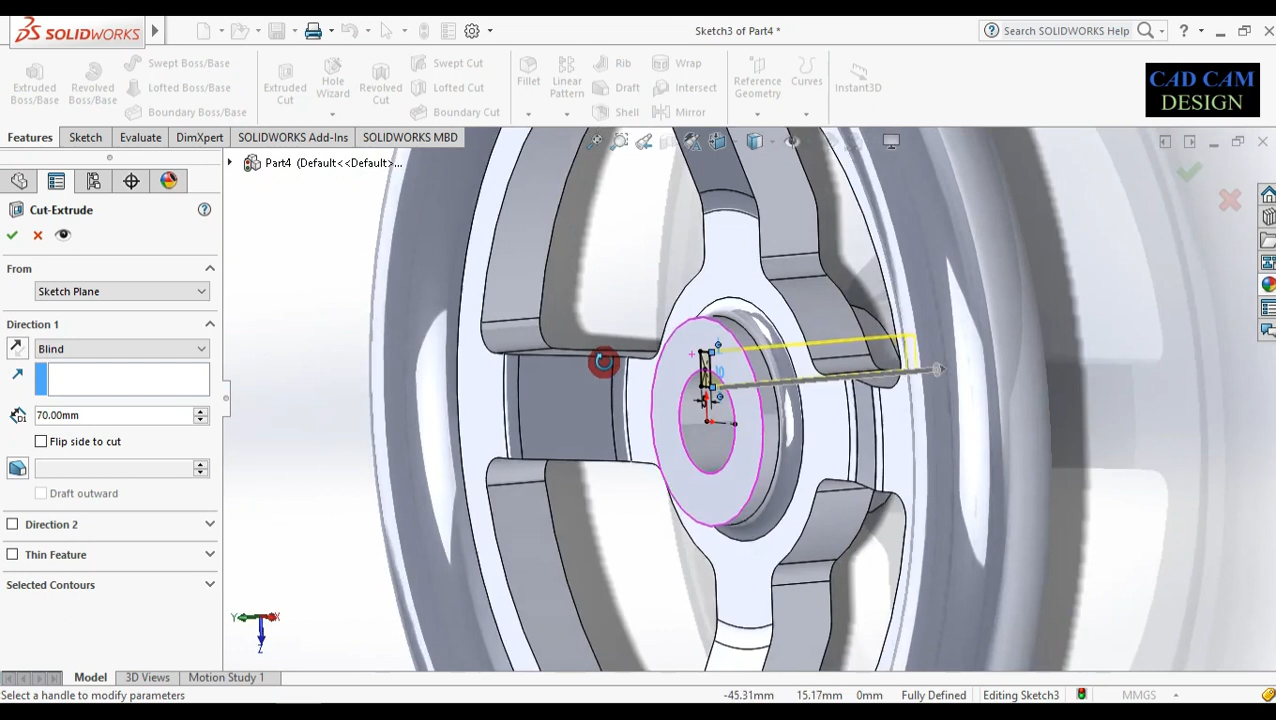 SOLIDWORKS
Sketch3 of Part4 *
Search SOLIDWORKS Help
?
Extruded Boss/Base
Revolved Boss/Base
Swept Boss/Base
Lofted Boss/Base
Boundary Boss/Base
Extruded Cut
Hole Wizard
Revolved Cut
Swept Cut
Lofted Cut
Boundary Cut
Fillet
Linear Pattern
Rib
Draft
Shell
Wrap
Intersect
Mirror
Reference Geometry
Curves
Instant3D
CAD CAM
DESIGN
Features
Sketch
Evaluate
DimXpert
SOLIDWORKS Add-Ins
SOLIDWORKS MBD
Part4 (Default<<Default>...
Cut-Extrude
From
Sketch Plane
Direction 1
Blind
D1
70.00mm
Flip side to cut
Draft outward
Direction 2
Thin Feature
Selected Contours
Y
X
Z
Model
3D Views
Motion Study 1
Select a handle to modify parameters
-45.31mm
15.17mm
0mm
Fully Defined
Editing Sketch3
MMGS